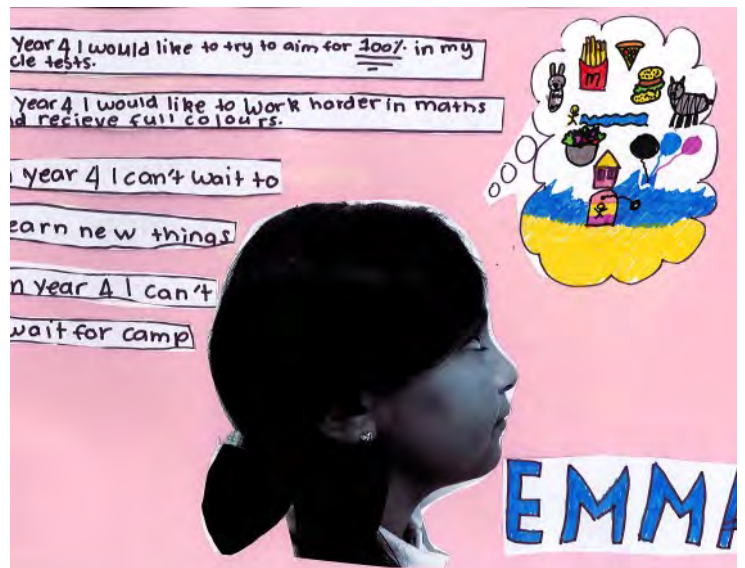 Year 4 I would like to try to aim for 100% in my
cle tests.
Year 4 I would like to work harder in maths
d recieve full colours.
n year 4 I can't wait to
earn new things
n year 4 I can't
wait for camp
m
EMMA